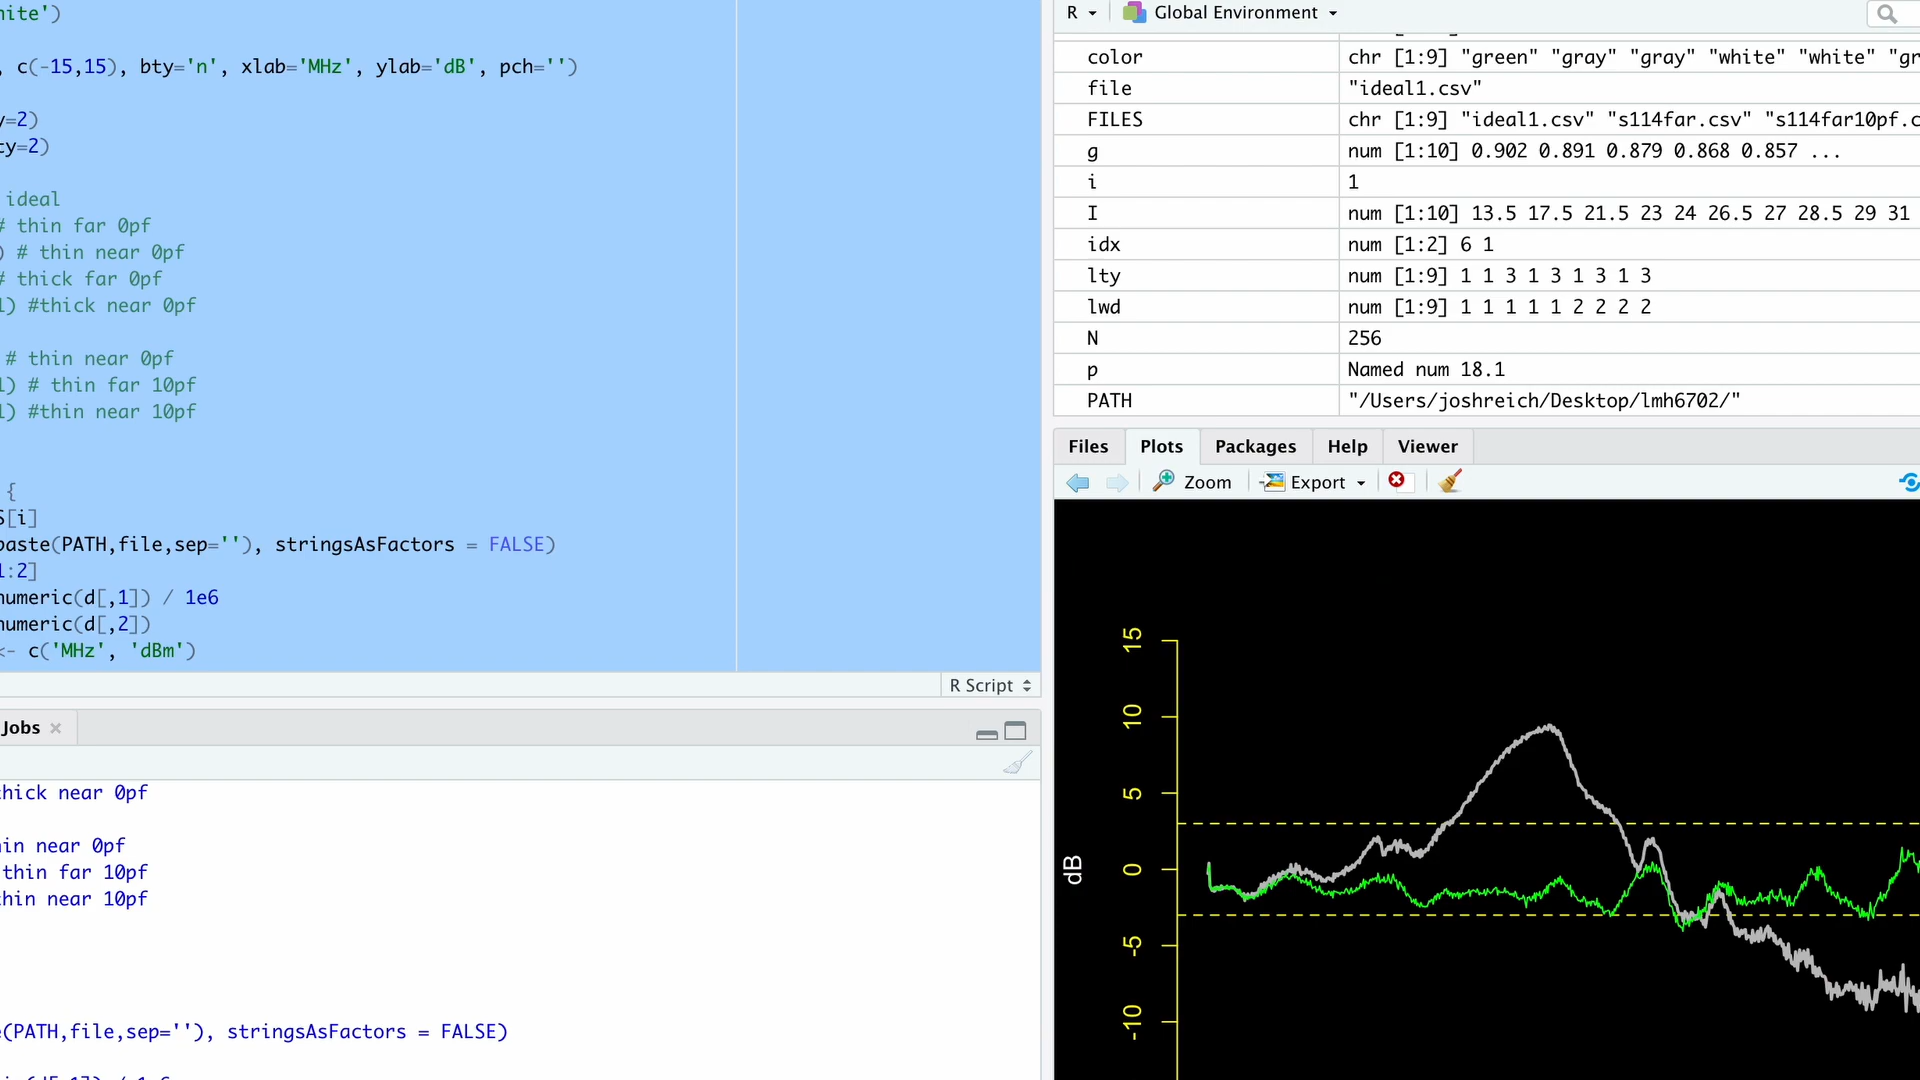 hite')
, c(-15,15), bty='n', xlab='MHz', ylab='dB', pch='')
y=2)
ty=2)
ideal
# thin far 0pf
) # thin near 0pf
# thick far 0pf
1) #thick near 0pf
# thin near 0pf
1) # thin far 10pf
1) #thin near 10pf
{
S[i]
paste(PATH,file,sep=''), stringsAsFactors = FALSE)
1:2]
numeric(d[,1]) / 1e6
numeric(d[,2])
<- c('MHz', 'dBm')
R Script
Jobs
thick near 0pf
hin near 0pf
thin far 10pf
thin near 10pf
e(PATH,file,sep=''), stringsAsFactors = FALSE)
R
Global Environment
color chr [1:9] "green" "gray" "gray" "white" "white" "gr
file "ideal1.csv"
FILES chr [1:9] "ideal1.csv" "s114far.csv" "s114far10pf.c
g num [1:10] 0.902 0.891 0.879 0.868 0.857 ...
i 1
I num [1:10] 13.5 17.5 21.5 23 24 26.5 27 28.5 29 31
idx num [1:2] 6 1
lty num [1:9] 1 1 3 1 3 1 3 1 3
lwd num [1:9] 1 1 1 1 1 2 2 2 2
N 256
p Named num 18.1
PATH "/Users/joshreich/Desktop/lmh6702/"
Files Plots Packages Help Viewer
Zoom Export
15
10
5
0
-5
-10
dB